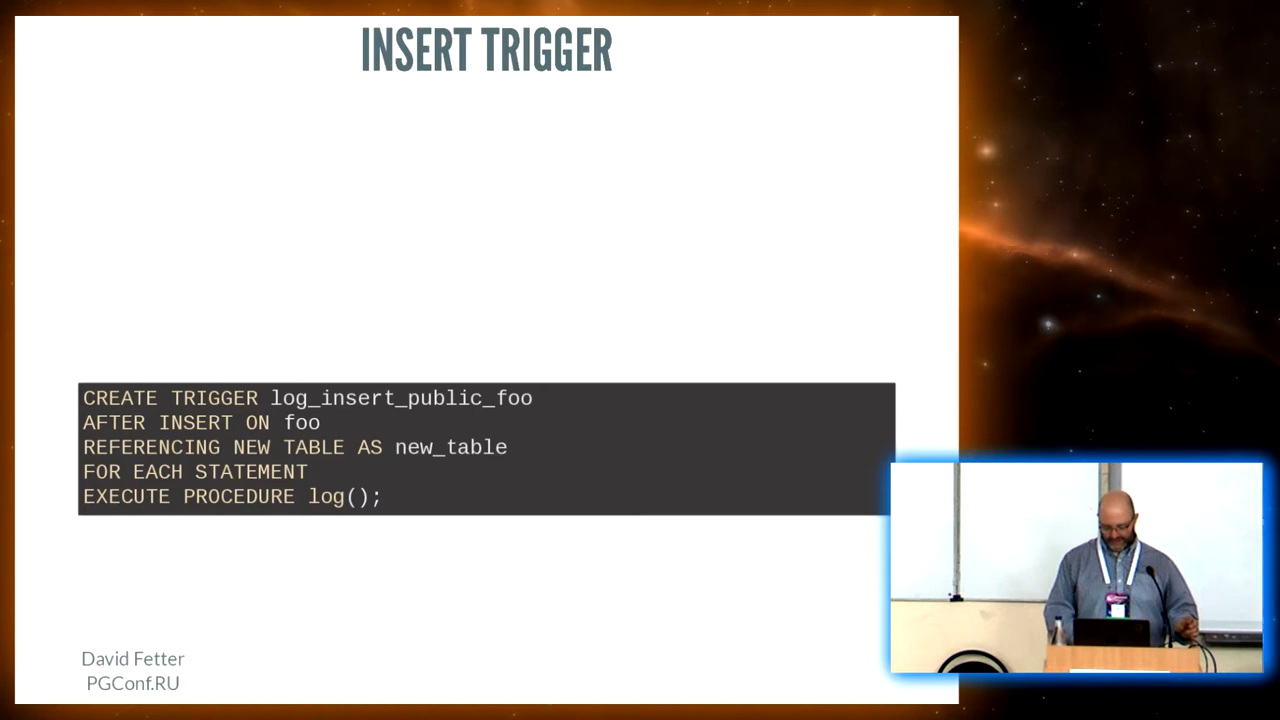 INSERT TRIGGER
CREATE TRIGGER log_insert_public_foo
AFTER INSERT ON foo
REFERENCING NEW TABLE AS new_table
FOR EACH STATEMENT
EXECUTE PROCEDURE log();
David Fetter
PGConf.RU